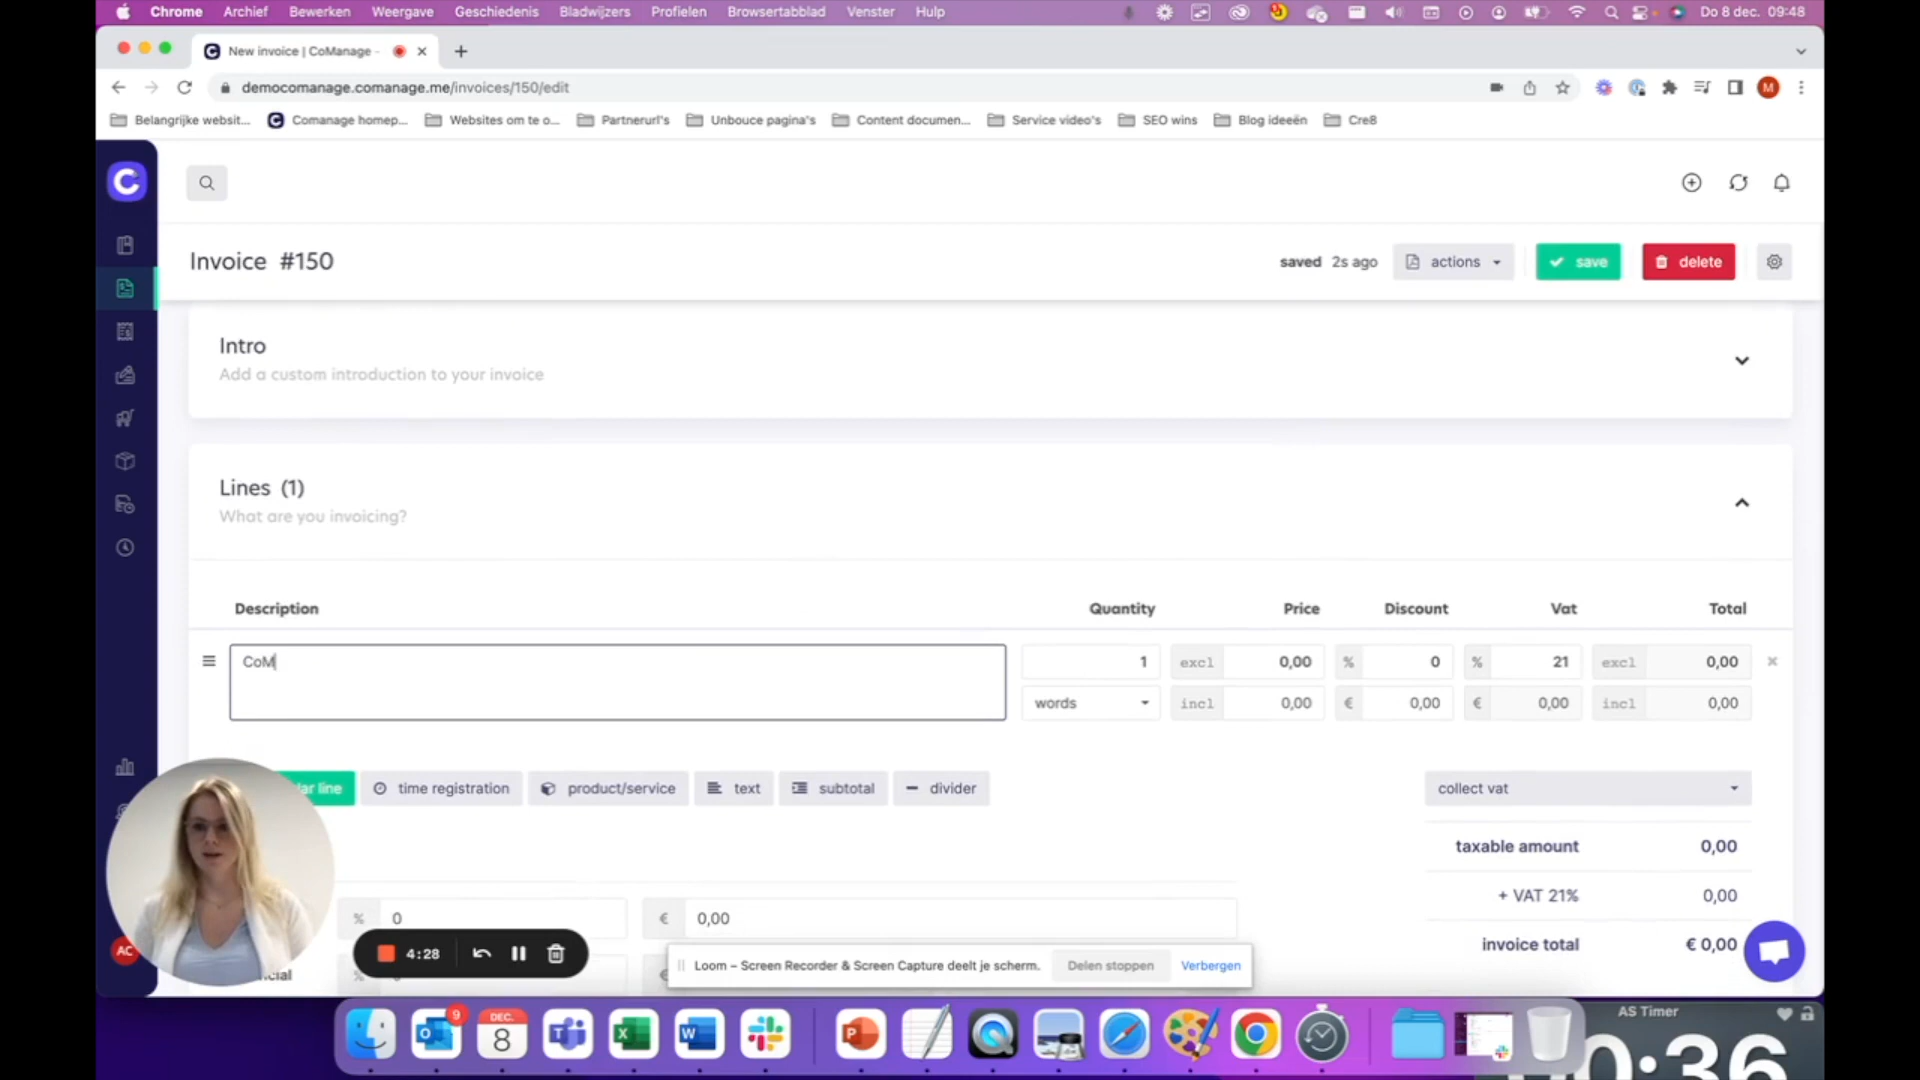 Chrome Archief Bewerken Weergave Geschiedenis Bladwijzers Profielen Browsertabblad Venster Help Do 8 dec. 09:48
New invoice | CoManage -
democomanage.comanage.me/invoices/150/edit M
Belangrijke websit... Comanage homep... Websites om te o... Partnerurl's Unbouce pagina's Content documen... Service video's SEO wins Blog ideeën Cre8
C
Invoice #150 saved 2s ago actions save delete
Intro
Add a custom introduction to your invoice
Lines (1)
What are you invoicing?
Description Quantity Price Discount Vat Total
CoM 1 excl 0,00 % 0 % 21 excl 0,00
words incl 0,00 € 0,00 € 0,00 incl 0,00
lar line time registration product/service text subtotal divider collect vat
taxable amount 0,00
+ VAT 21% 0,00
% 0 € 0,00
invoice total € 0,00
AC 4:28
Loom – Screen Recorder & Screen Capture deelt je scherm. Delen stoppen Verbergen
cial
AS Timer
9
DEC.
8
0:36